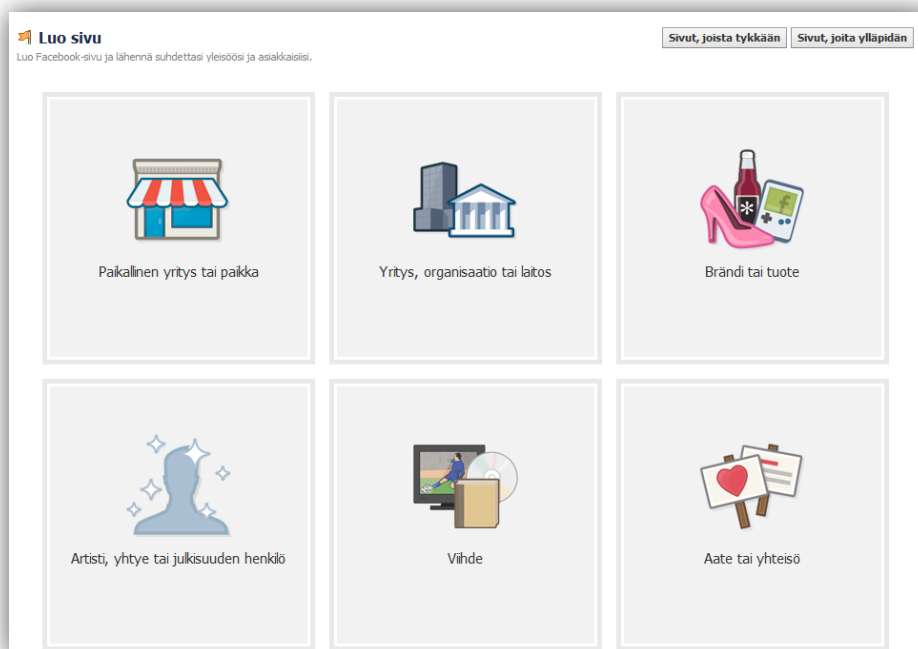 Luo sivu
Luo Facebook-sivu ja lähennä suhdettasi yleisöösi ja asiakkaisiisi.
Sivut, joista tykkään
Sivut, joita ylläpidän
Paikallinen yritys tai paikka
Yritys, organisaatio tai laitos
Brändi tai tuote
Artisti, yhtye tai julkisuuden henkilö
Viihde
Aate tai yhteisö